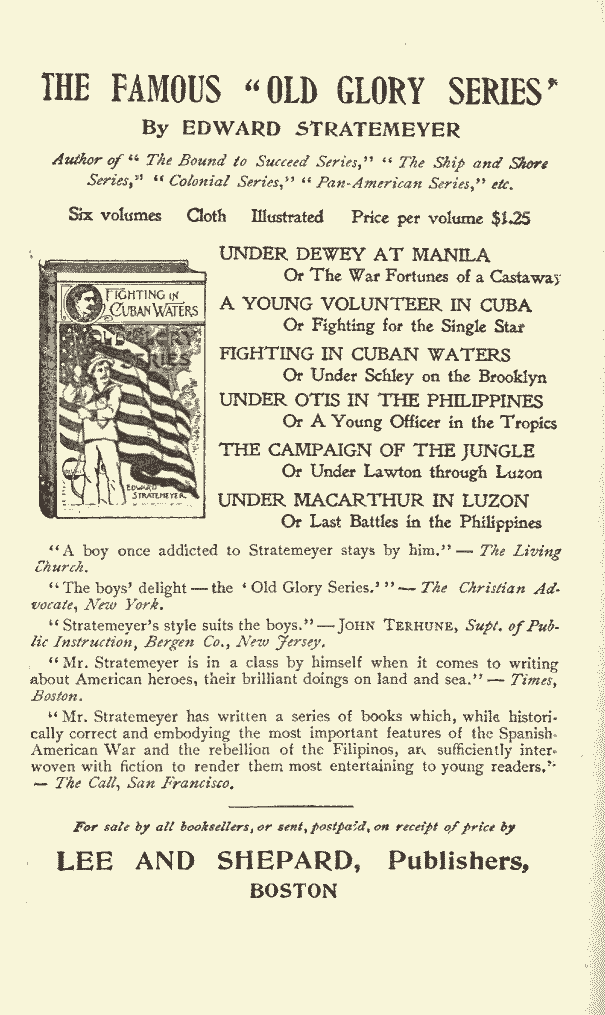 THE FAMOUS “OLD GLORY SERIES”
By EDWARD STRATEMEYER
Author of “ The Bound to Succeed Series,” “ The Ship and Shore
Series,” “ Colonial Series,” “ Pan-American Series,” etc.
Six volumes Cloth Illustrated Price per volume $1.25
FIGHTING IN
CUBAN WATERS
OLD GLORY
SERIES
EDWARD
STRATEMEYER
UNDER DEWEY AT MANILA
Or The War Fortunes of a Castaway
A YOUNG VOLUNTEER IN CUBA
Or Fighting for the Single Star
FIGHTING IN CUBAN WATERS
Or Under Schley on the Brooklyn
UNDER OTIS IN THE PHILIPPINES
Or A Young Officer in the Tropics
THE CAMPAIGN OF THE JUNGLE
Or Under Lawton through Luzon
UNDER MACARTHUR IN LUZON
Or Last Battles in the Philippines
“A boy once addicted to Stratemeyer stays by him.” — The Living
Church.
“The boys’ delight — the ‘ Old Glory Series.’ ” — The Christian Ad-
vocate, New York.
“ Stratemeyer’s style suits the boys.” — JOHN TERHUNE, Supt. of Pub-
lic Instruction, Bergen Co., New Jersey.
“ Mr. Stratemeyer is in a class by himself when it comes to writing
about American heroes, their brilliant doings on land and sea.” — Times,
Boston.
“ Mr. Stratemeyer has written a series of books which, while histori-
cally correct and embodying the most important features of the Spanish-
American War and the rebellion of the Filipinos, are sufficiently inter-
woven with fiction to render them most entertaining to young readers.”
— The Call, San Francisco.
For sale by all booksellers, or sent, postpaid, on receipt of price by
LEE AND SHEPARD, Publishers,
BOSTON